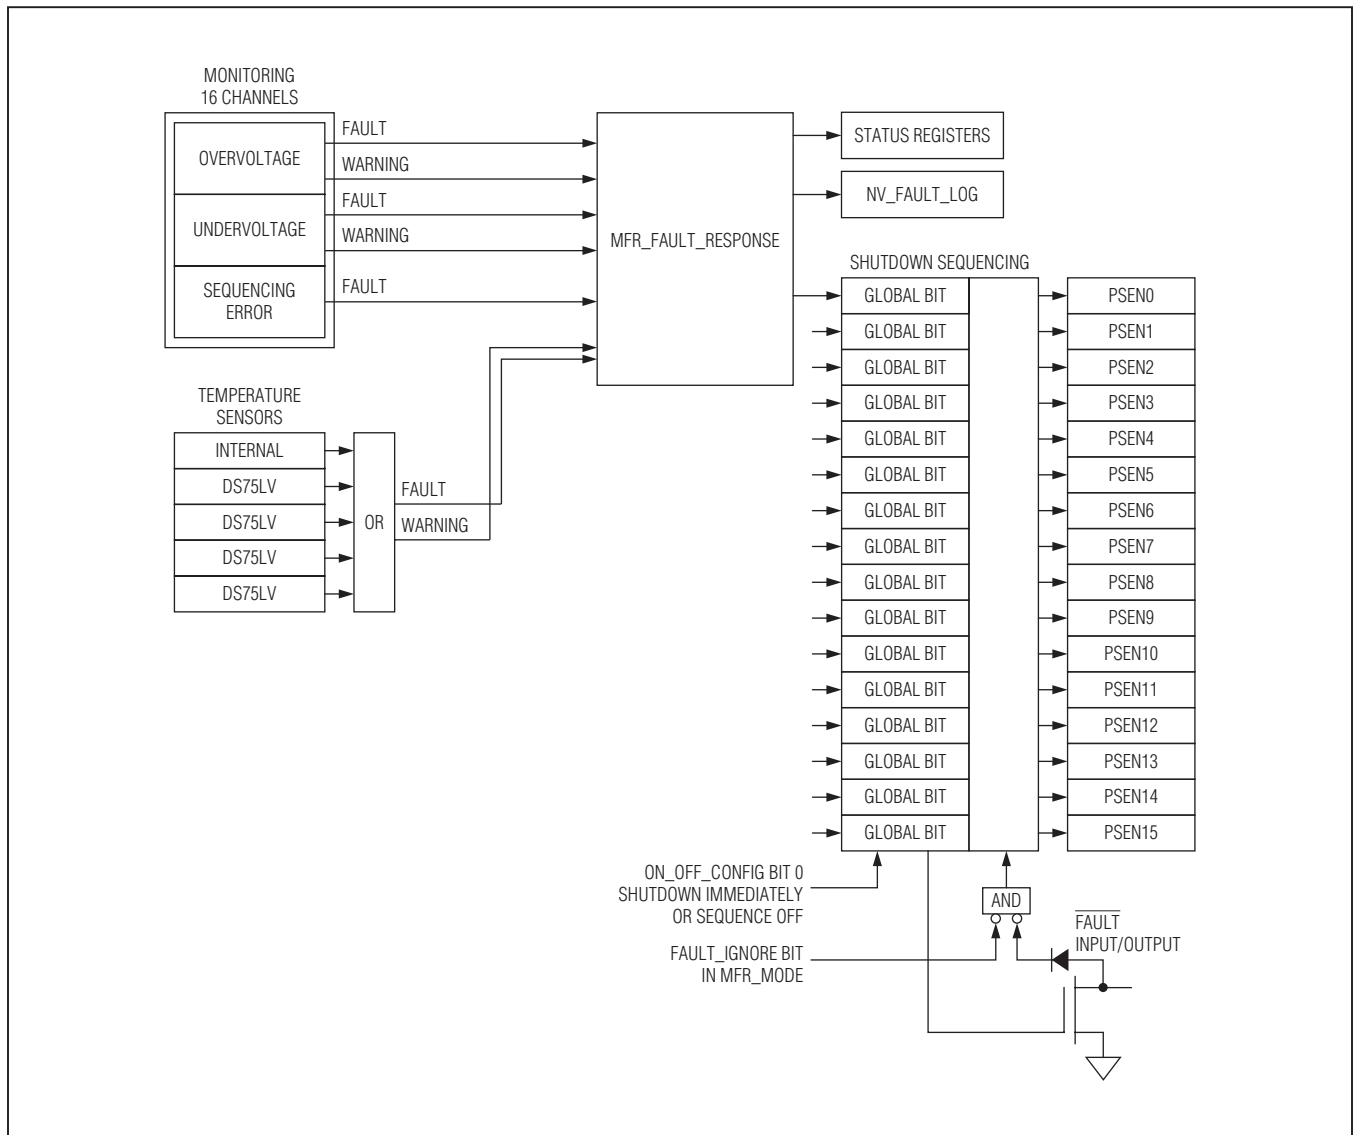 MONITORING
16 CHANNELS
OVERVOLTAGE
UNDERVOLTAGE
SEQUENCING
ERROR
FAULT
WARNING
FAULT
WARNING
FAULT
MFR_FAULT_RESPONSE
STATUS REGISTERS
NV_FAULT_LOG
TEMPERATURE
SENSORS
INTERNAL
DS75LV
DS75LV
DS75LV
DS75LV
OR
FAULT
WARNING
SHUTDOWN SEQUENCING
GLOBAL BIT
PSEN0
GLOBAL BIT
PSEN1
GLOBAL BIT
PSEN2
GLOBAL BIT
PSEN3
GLOBAL BIT
PSEN4
GLOBAL BIT
PSEN5
GLOBAL BIT
PSEN6
GLOBAL BIT
PSEN7
GLOBAL BIT
PSEN8
GLOBAL BIT
PSEN9
GLOBAL BIT
PSEN10
GLOBAL BIT
PSEN11
GLOBAL BIT
PSEN12
GLOBAL BIT
PSEN13
GLOBAL BIT
PSEN14
GLOBAL BIT
PSEN15
ON_OFF_CONFIG BIT 0
SHUTDOWN IMMEDIATELY
OR SEQUENCE OFF
AND
FAULT_IGNORE BIT
IN MFR_MODE
FAULT
INPUT/OUTPUT